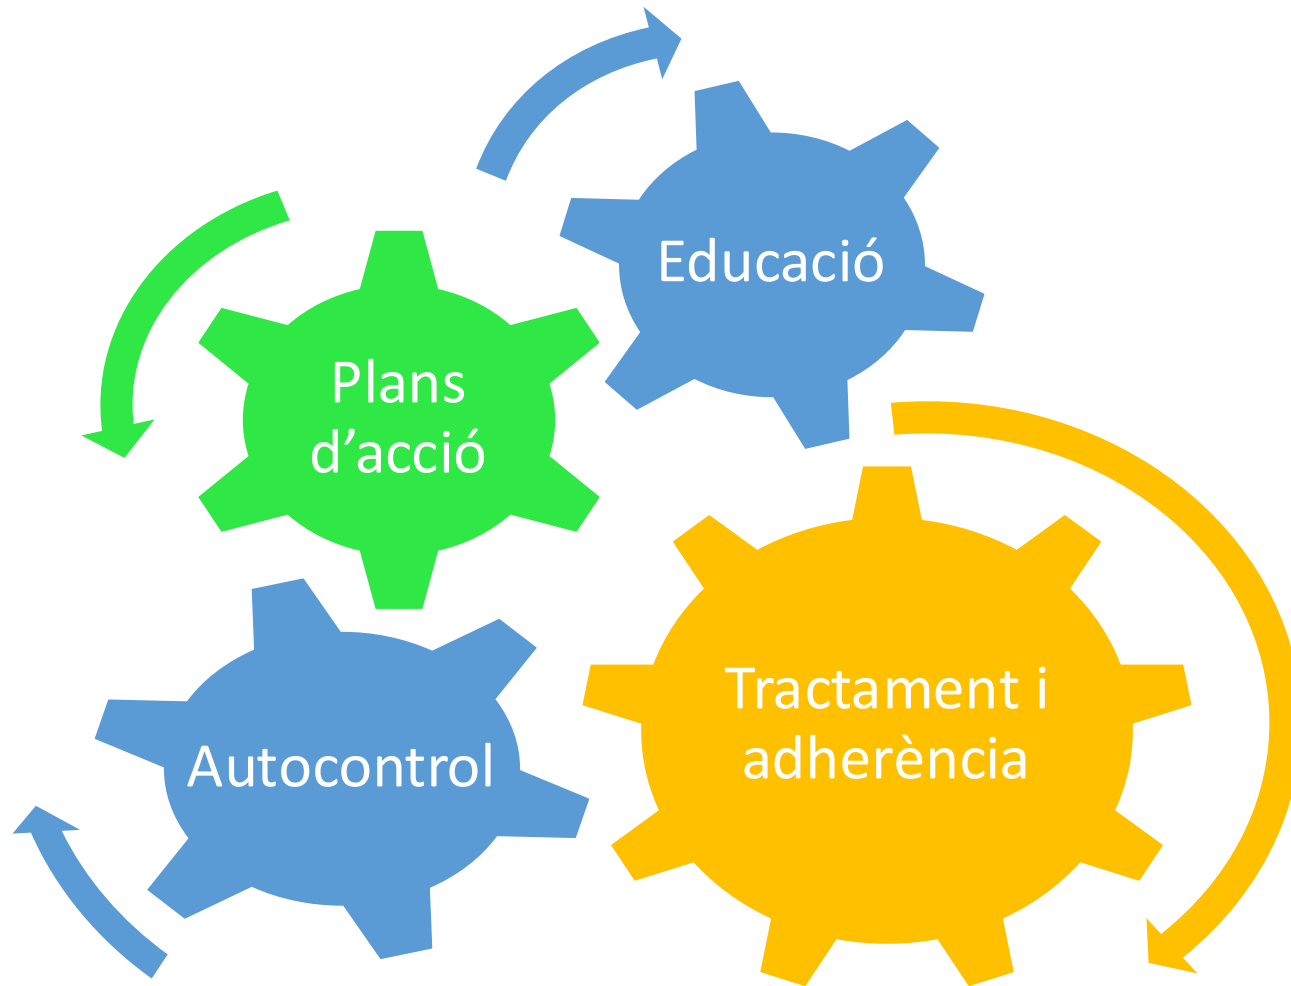 Educació
Plans
d’acció
Tractament i
adherència
Autocontrol